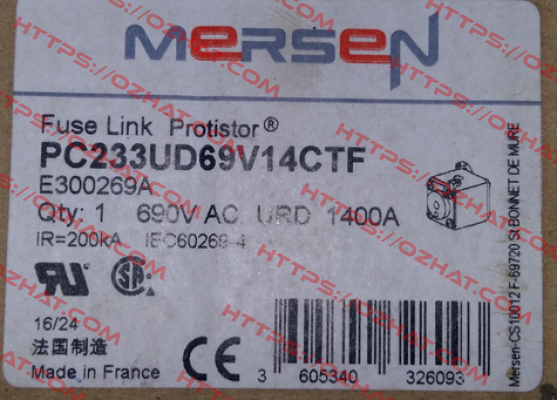 MERSEN
Fuse Link Protistor®
PC233UD69V14CTF
E300269A
Qty: 1 690V AC URD 1400A
IR=200kA IEC60269-4
16/24
法国制造
Made in France
CE
3 605340 326093
Mersen-CS10012 F-69720 St BONNET DE MURE
HTTPS://OZHAT.COM